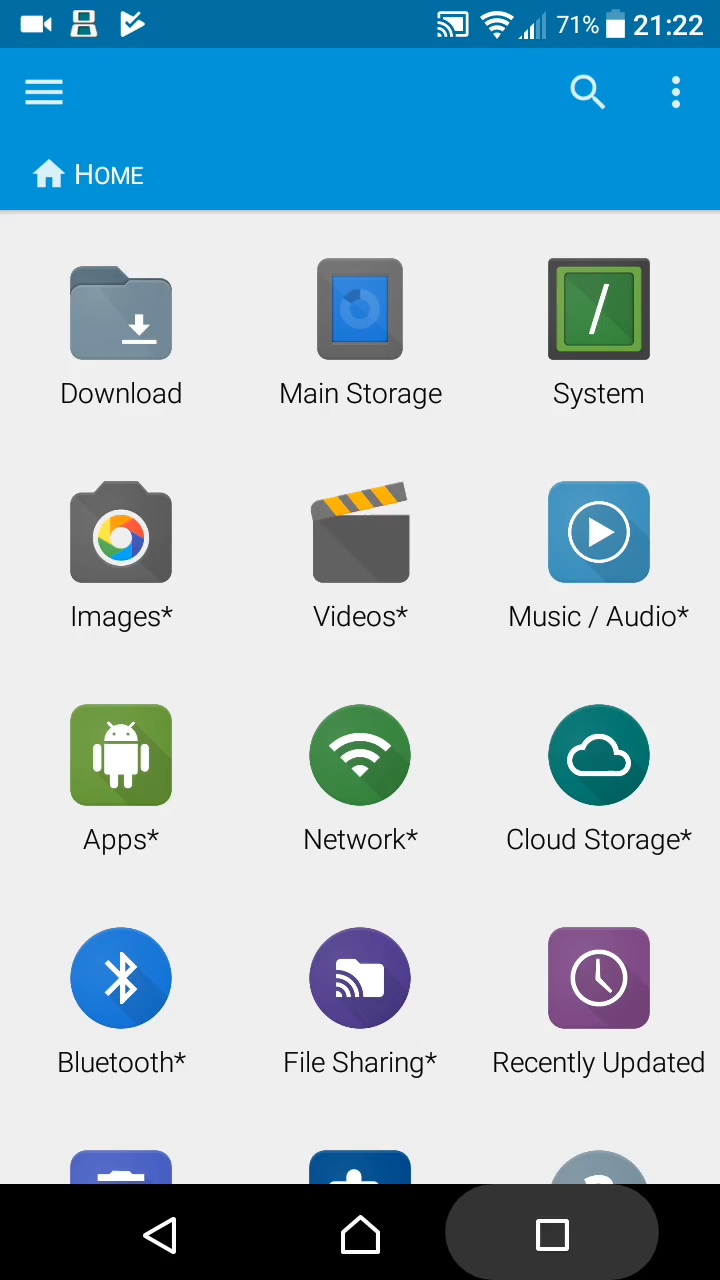 71% 21:22
HOME
Download Main Storage System
Images* Videos* Music / Audio*
Apps* Network* Cloud Storage*
Bluetooth* File Sharing* Recently Updated